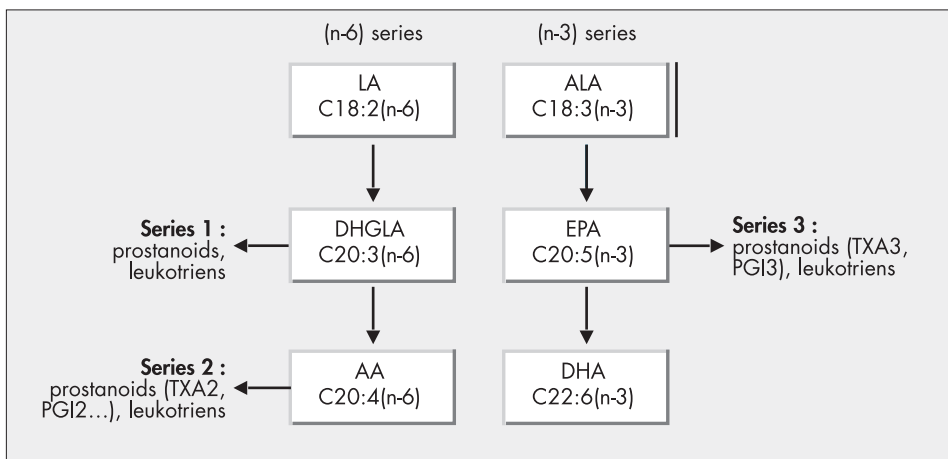 (n-6) series
(n-3) series
LA
C18:2(n-6)
ALA
C18:3(n-3)
Series 1 :
prostanoids,
leukotriens
DHGLA
C20:3(n-6)
EPA
C20:5(n-3)
Series 3 :
prostanoids (TXA3,
PGI3), leukotriens
Series 2 :
prostanoids (TXA2,
PGI2...), leukotriens
AA
C20:4(n-6)
DHA
C22:6(n-3)